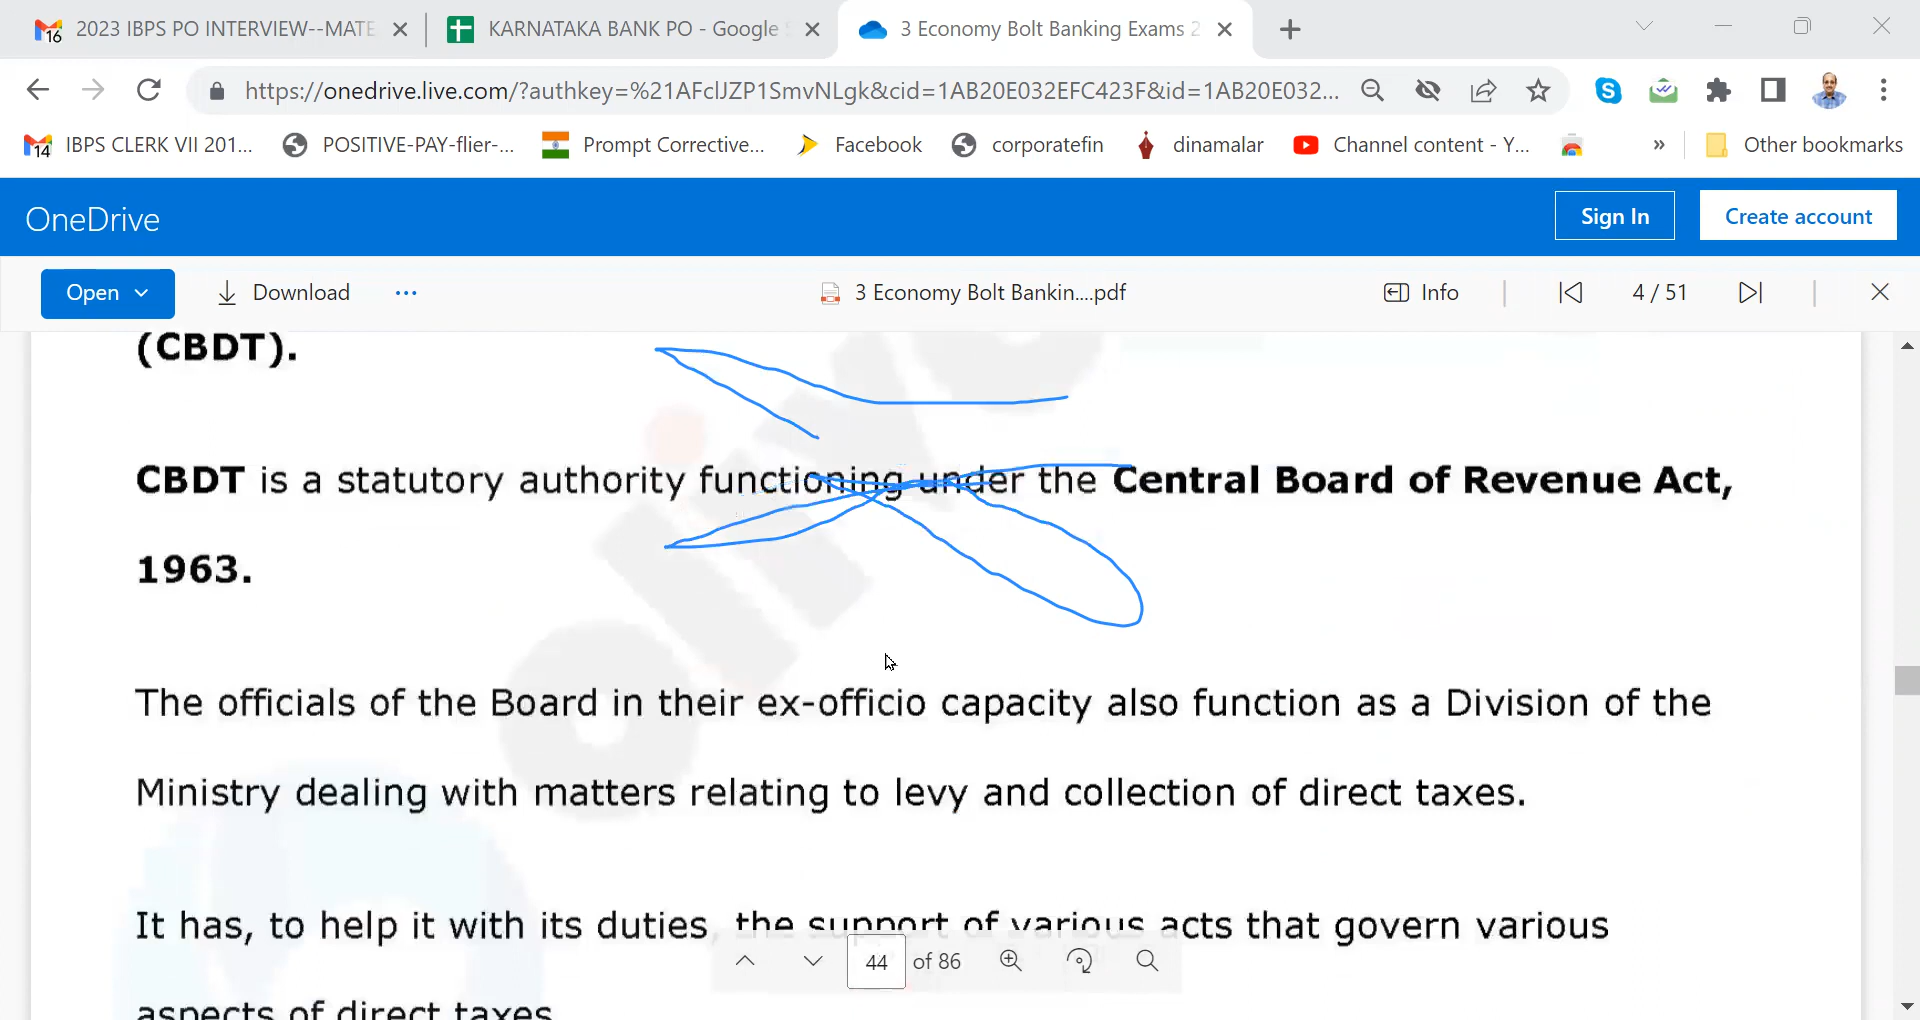 2023 IBPS PO INTERVIEW--MATE
KARNATAKA BANK PO - Google
3 Economy Bolt Banking Exams 2
https://onedrive.live.com/?authkey=%21AFclJZP1SmvNLgk&cid=1AB20E032EFC423F&id=1AB20E032...
IBPS CLERK VII 201... POSITIVE-PAY-flier-... Prompt Corrective... Facebook corporatefin dinamalar Channel content - Y... » Other bookmarks
OneDrive
Sign In
Create account
Open Download ... 3 Economy Bolt Bankin....pdf Info 4 / 51
(CBDT).
CBDT is a statutory authority functioning under the Central Board of Revenue Act,
1963.
The officials of the Board in their ex-officio capacity also function as a Division of the
Ministry dealing with matters relating to levy and collection of direct taxes.
It has, to help it with its duties, the support of various acts that govern various
aspects of direct taxes
44 of 86